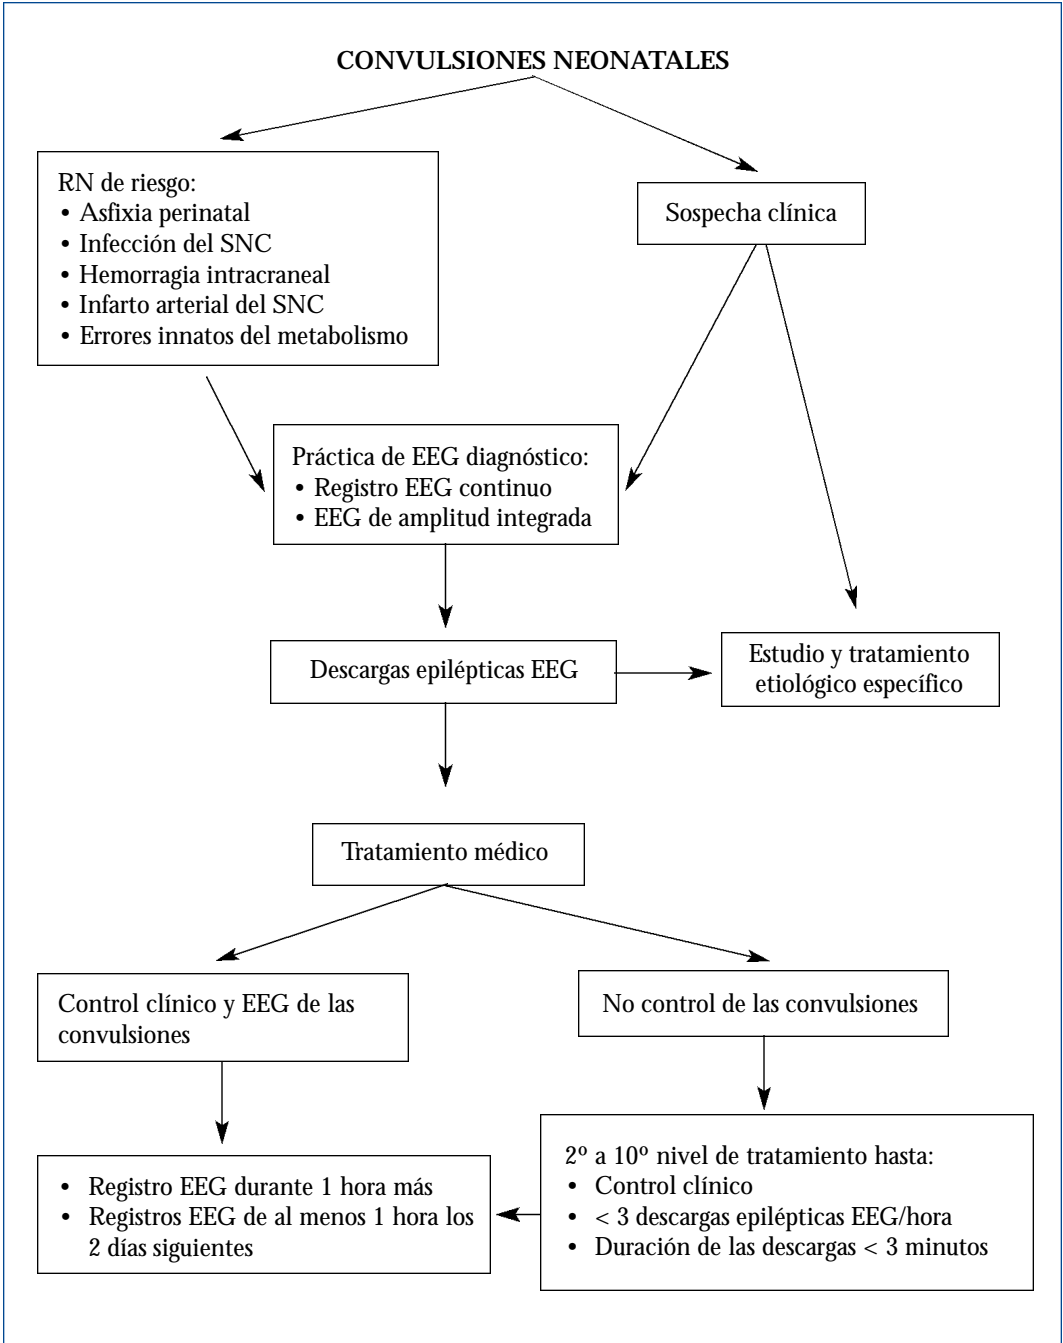 CONVULSIONES NEONATALES
RN de riesgo:
• Asfixia perinatal
• Infección del SNC
• Hemorragia intracraneal
• Infarto arterial del SNC
• Errores innatos del metabolismo
Sospecha clínica
Práctica de EEG diagnóstico:
• Registro EEG continuo
• EEG de amplitud integrada
Descargas epilépticas EEG
Estudio y tratamiento
etiológico específico
Tratamiento médico
Control clínico y EEG de las
convulsiones
No control de las convulsiones
• Registro EEG durante 1 hora más
• Registros EEG de al menos 1 hora los
2 días siguientes
2º a 10º nivel de tratamiento hasta:
• Control clínico
• < 3 descargas epilépticas EEG/hora
• Duración de las descargas < 3 minutos